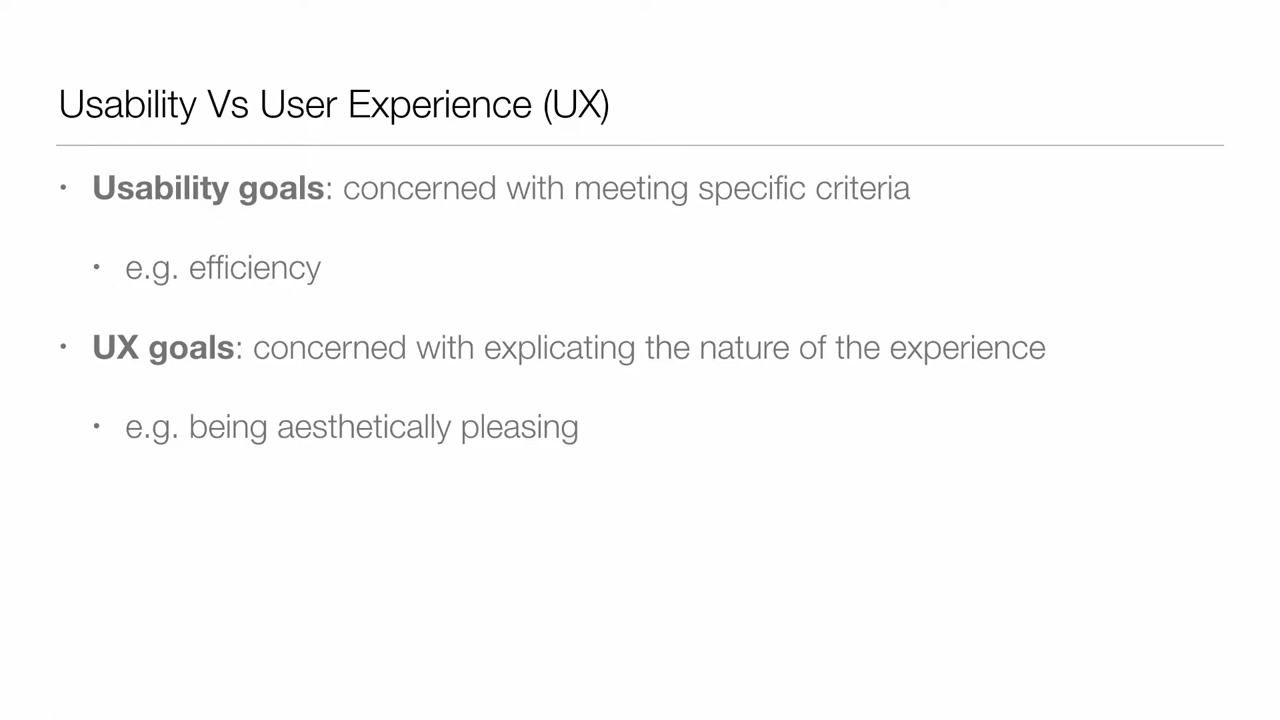 Usability Vs User Experience (UX)
• Usability goals: concerned with meeting specific criteria
• e.g. efficiency
• UX goals: concerned with explicating the nature of the experience
• e.g. being aesthetically pleasing